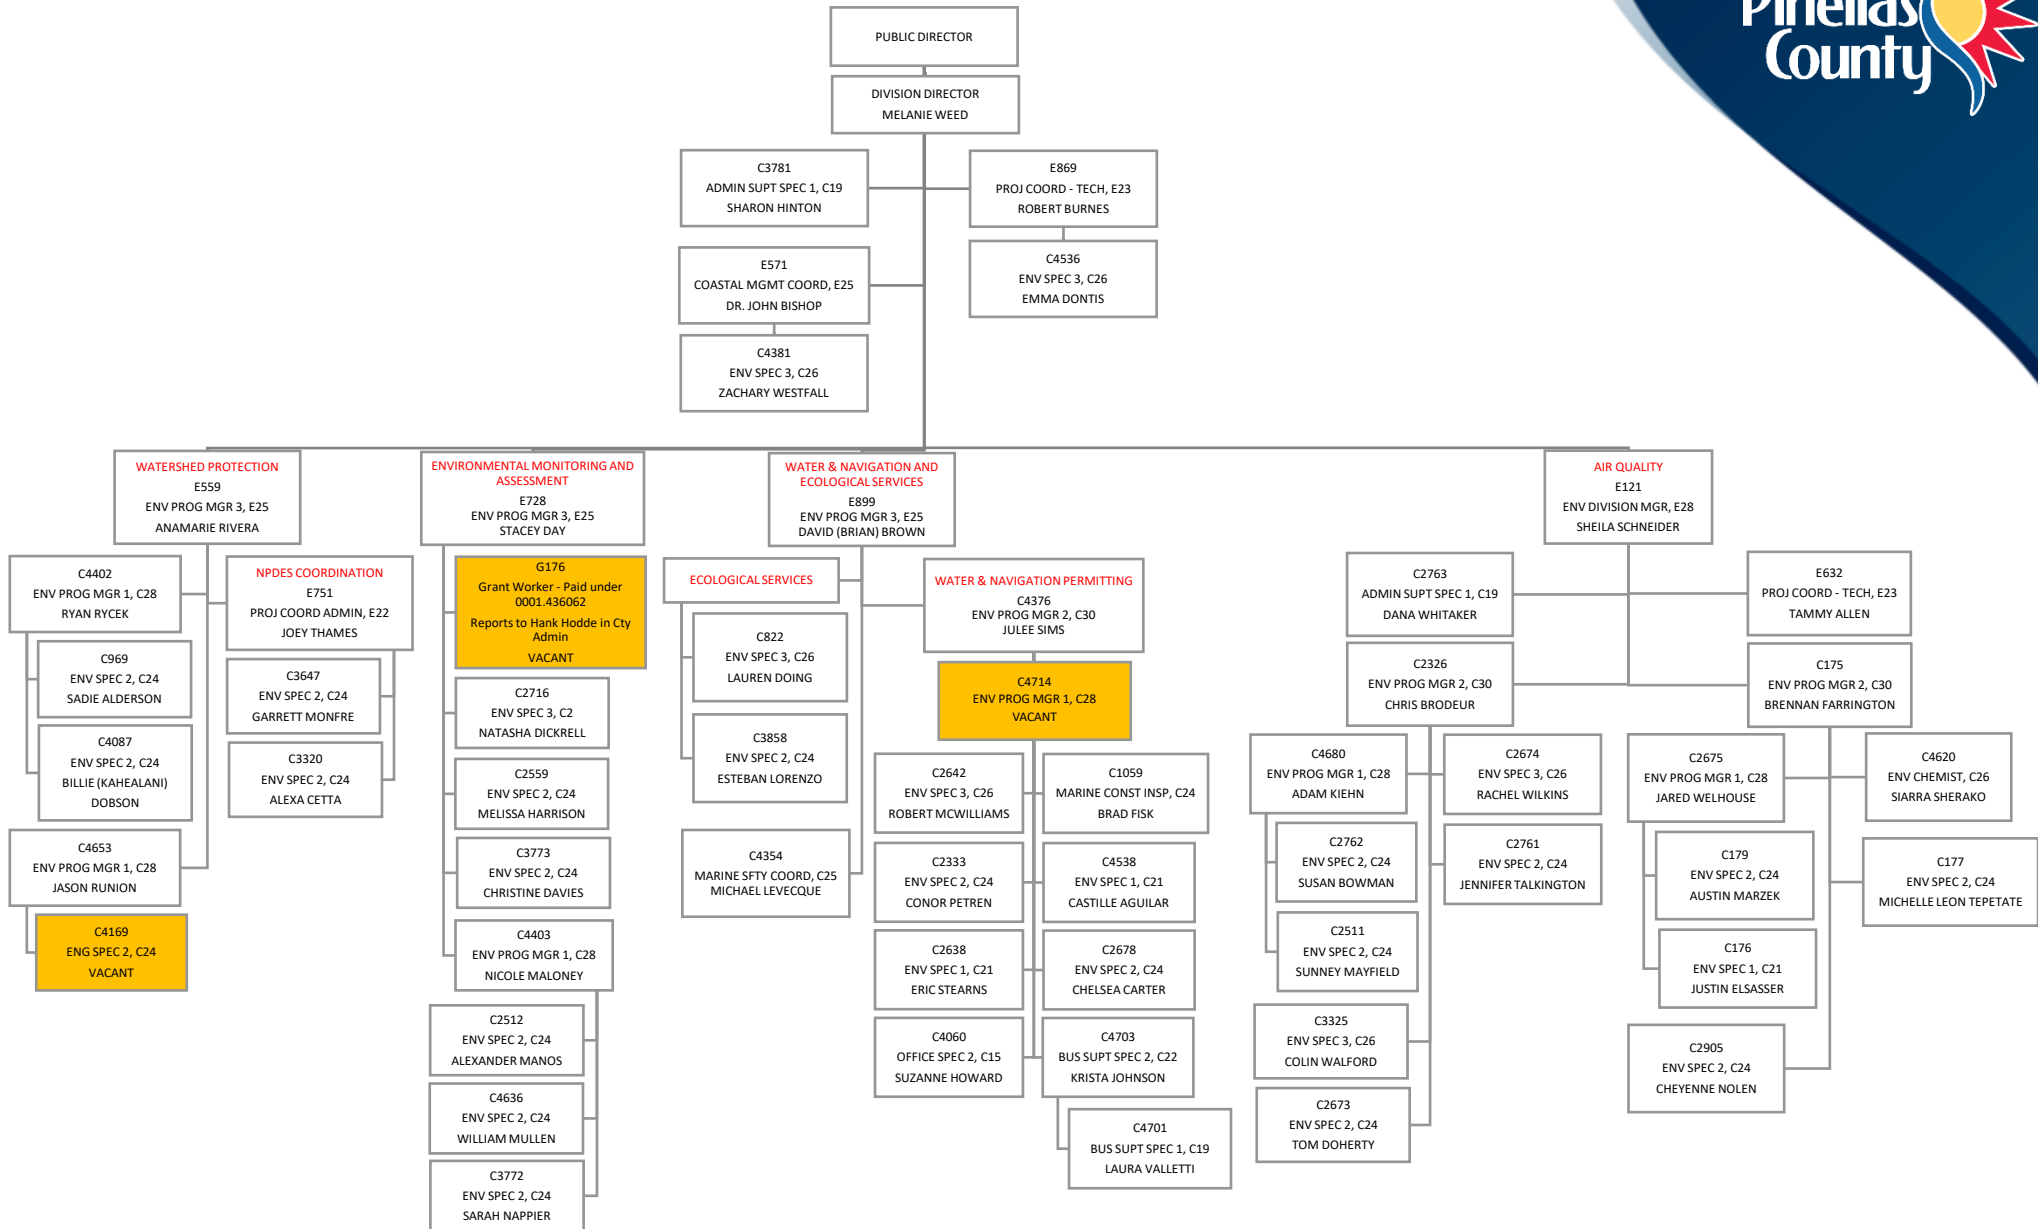 Pinellas
County
PUBLIC DIRECTOR
DIVISION DIRECTOR
MELANIE WEED
C3781
ADMIN SUPT SPEC 1, C19
SHARON HINTON
E869
PROJ COORD - TECH, E23
ROBERT BURNES
E571
COASTAL MGMT COORD, E25
DR. JOHN BISHOP
C4536
ENV SPEC 3, C26
EMMA DONTIS
C4381
ENV SPEC 3, C26
ZACHARY WESTFALL
WATERSHED PROTECTION
E559
ENV PROG MGR 3, E25
ANAMARIE RIVERA
C4402
ENV PROG MGR 1, C28
RYAN RYCEK
C969
ENV SPEC 2, C24
SADIE ALDERSON
C4087
ENV SPEC 2, C24
BILLIE (KAHEALANI)
DOBSON
C4653
ENV PROG MGR 1, C28
JASON RUNION
C4169
ENG SPEC 2, C24
VACANT
NPDES COORDINATION
E751
PROJ COORD ADMIN, E22
JOEY THAMES
C3647
ENV SPEC 2, C24
GARRETT MONFRE
C3320
ENV SPEC 2, C24
ALEXA CETTA
ENVIRONMENTAL MONITORING AND
ASSESSMENT
E728
ENV PROG MGR 3, E25
STACEY DAY
G176
Grant Worker - Paid under
0001.436062
Reports to Hank Hodde in Cty
Admin
VACANT
C2716
ENV SPEC 3, C2
NATASHA DICKRELL
C2559
ENV SPEC 2, C24
MELISSA HARRISON
C3773
ENV SPEC 2, C24
CHRISTINE DAVIES
C4403
ENV PROG MGR 1, C28
NICOLE MALONEY
C2512
ENV SPEC 2, C24
ALEXANDER MANOS
C4636
ENV SPEC 2, C24
WILLIAM MULLEN
C3772
ENV SPEC 2, C24
SARAH NAPPIER
WATER & NAVIGATION AND
ECOLOGICAL SERVICES
E899
ENV PROG MGR 3, E25
DAVID (BRIAN) BROWN
ECOLOGICAL SERVICES
C822
ENV SPEC 3, C26
LAUREN DOING
C3858
ENV SPEC 2, C24
ESTEBAN LORENZO
C4354
MARINE SFTY COORD, C25
MICHAEL LEVECQUE
WATER & NAVIGATION PERMITTING
C4376
ENV PROG MGR 2, C30
JULEE SIMS
C4714
ENV PROG MGR 1, C28
VACANT
C2642
ENV SPEC 3, C26
ROBERT MCWILLIAMS
C1059
MARINE CONST INSP, C24
BRAD FISK
C2333
ENV SPEC 2, C24
CONOR PETREN
C4538
ENV SPEC 1, C21
CASTILLE AGUILAR
C2638
ENV SPEC 1, C21
ERIC STEARNS
C2678
ENV SPEC 2, C24
CHELSEA CARTER
C4060
OFFICE SPEC 2, C15
SUZANNE HOWARD
C4703
BUS SUPT SPEC 2, C22
KRISTA JOHNSON
C4701
BUS SUPT SPEC 1, C19
LAURA VALLETTI
AIR QUALITY
E121
ENV DIVISION MGR, E28
SHEILA SCHNEIDER
C2763
ADMIN SUPT SPEC 1, C19
DANA WHITAKER
E632
PROJ COORD - TECH, E23
TAMMY ALLEN
C2326
ENV PROG MGR 2, C30
CHRIS BRODEUR
C175
ENV PROG MGR 2, C30
BRENNAN FARRINGTON
C4680
ENV PROG MGR 1, C28
ADAM KIEHN
C2674
ENV SPEC 3, C26
RACHEL WILKINS
C2762
ENV SPEC 2, C24
SUSAN BOWMAN
C2761
ENV SPEC 2, C24
JENNIFER TALKINGTON
C2511
ENV SPEC 2, C24
SUNNEY MAYFIELD
C3325
ENV SPEC 3, C26
COLIN WALFORD
C2673
ENV SPEC 2, C24
TOM DOHERTY
C2675
ENV PROG MGR 1, C28
JARED WELHOUSE
C4620
ENV CHEMIST, C26
SIARRA SHERAKO
C179
ENV SPEC 2, C24
AUSTIN MARZEK
C177
ENV SPEC 2, C24
MICHELLE LEON TEPETATE
C176
ENV SPEC 1, C21
JUSTIN ELSASSER
C2905
ENV SPEC 2, C24
CHEYENNE NOLEN